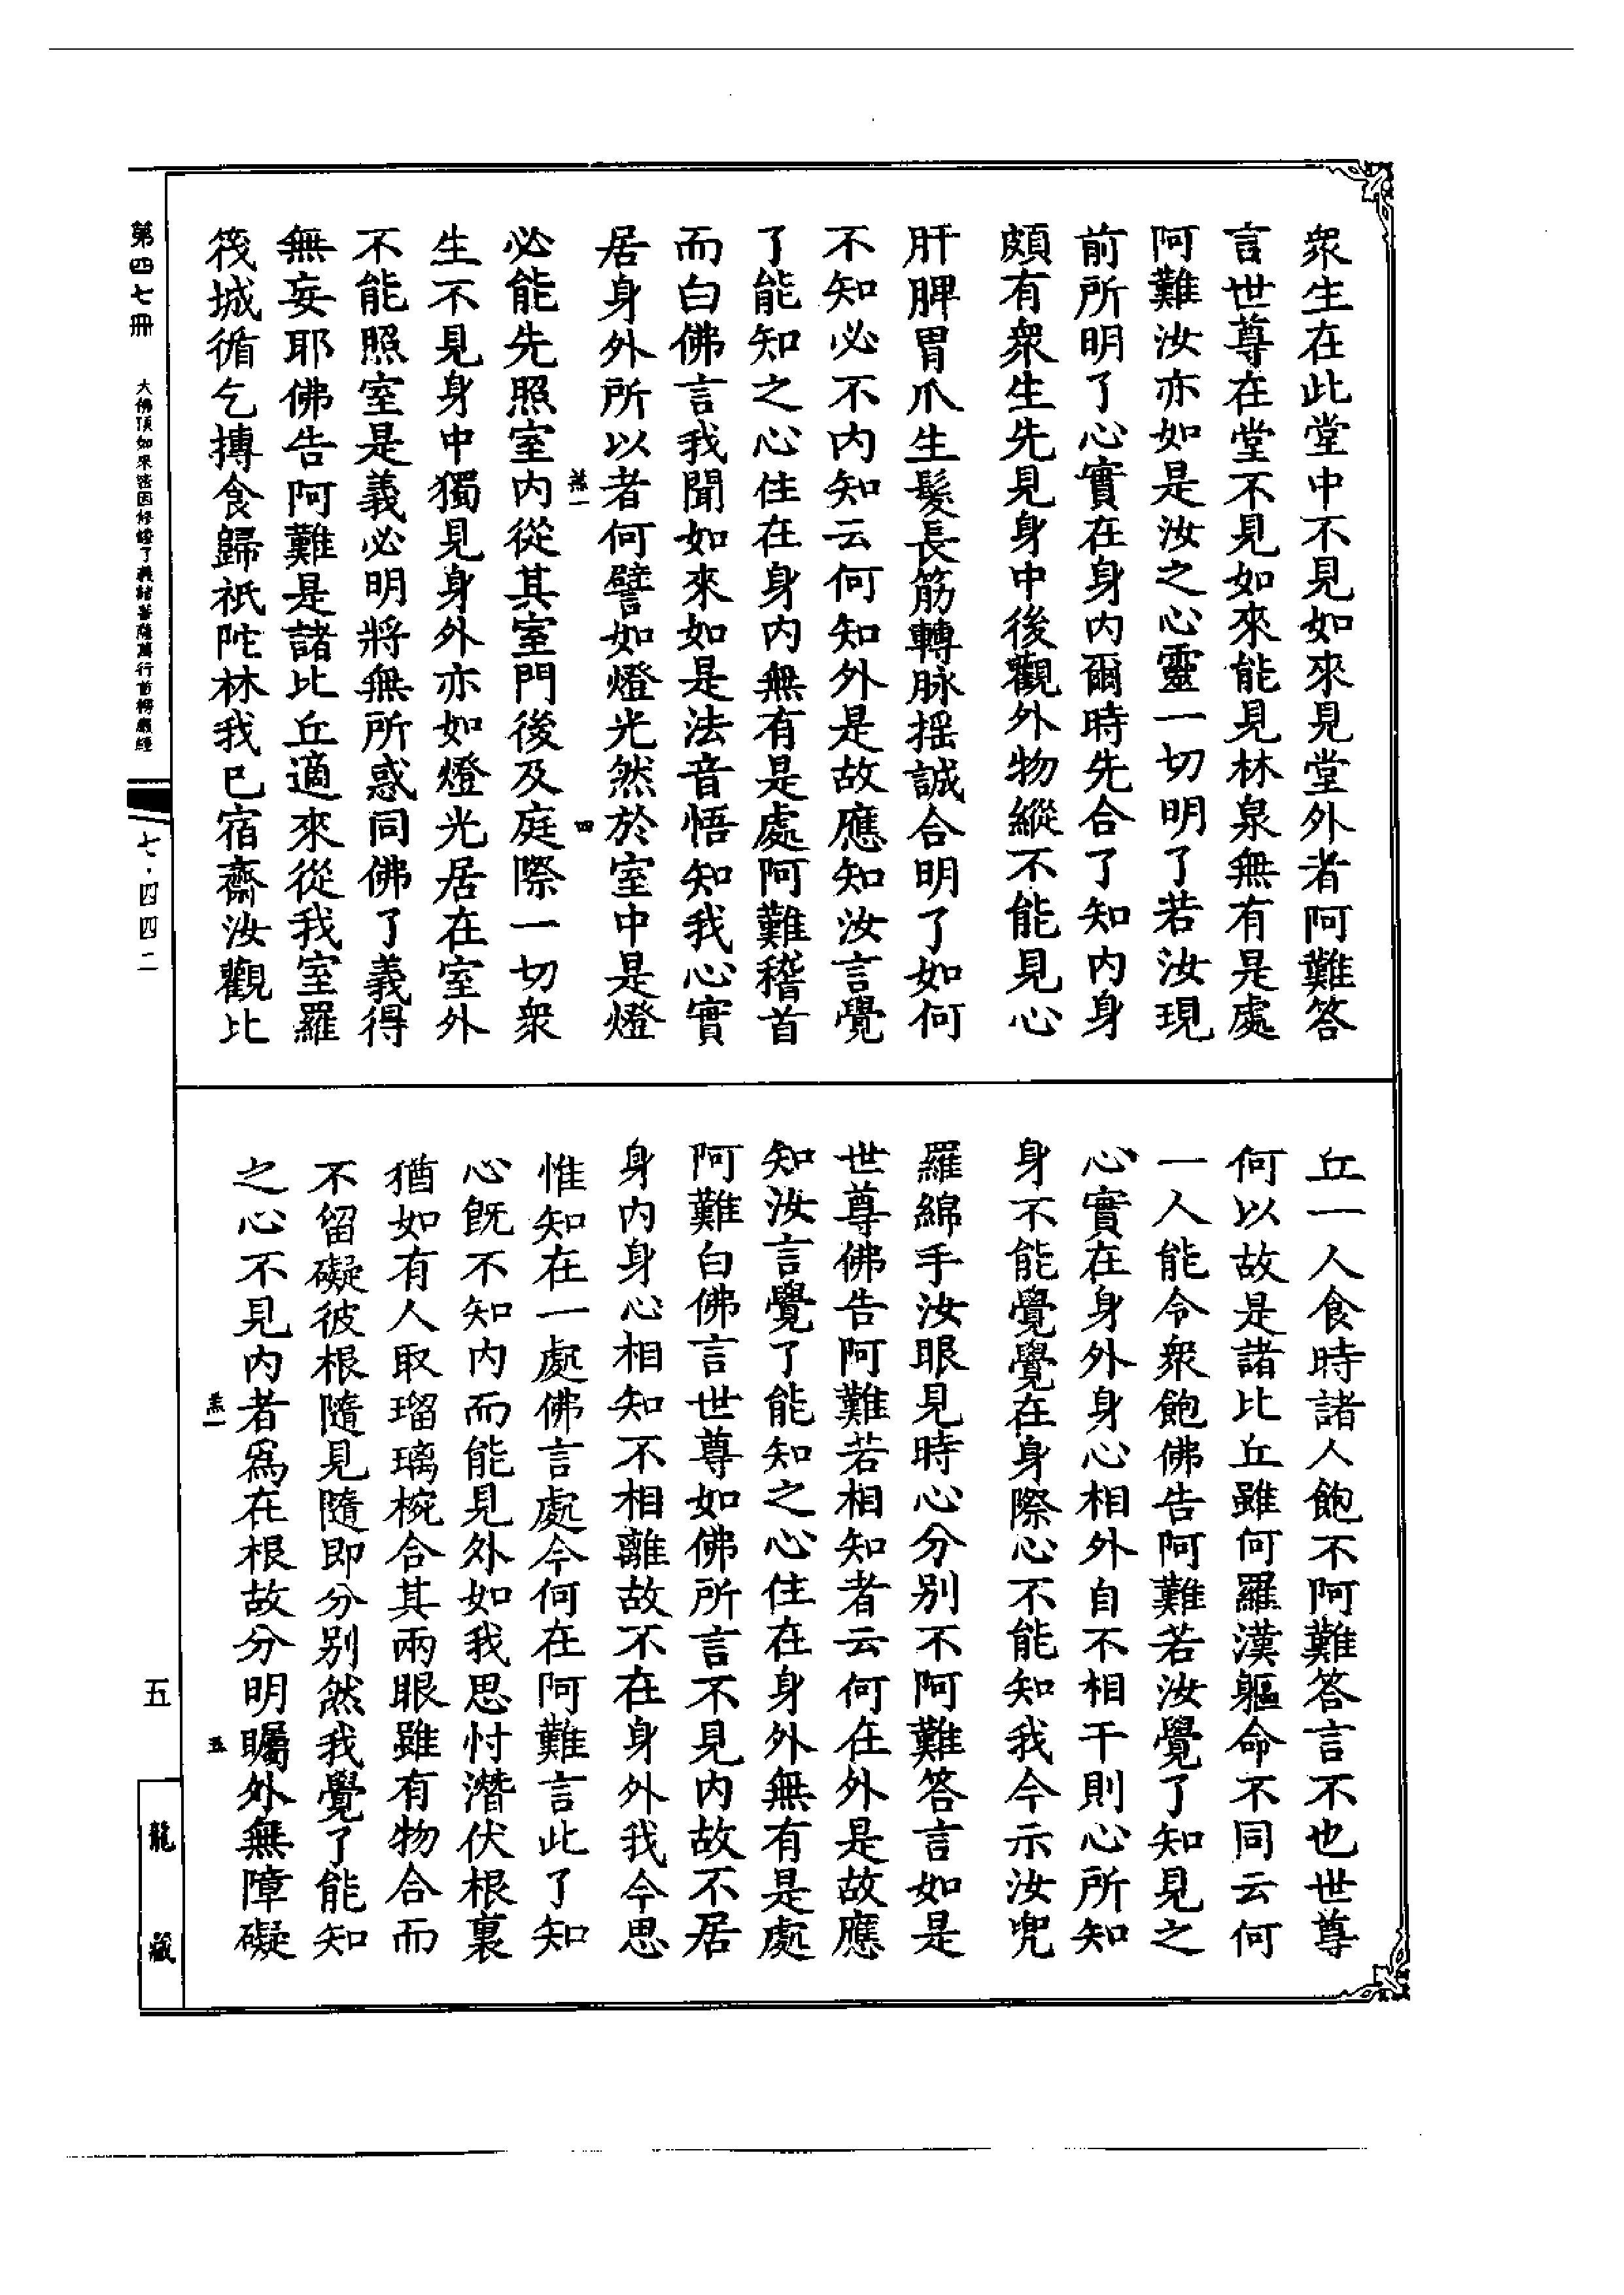 衆生在此堂中不見如來見堂外者阿難答
言世尊在堂不見如來能見林泉無有是處
阿難汝亦如是汝之心靈一切明了若汝現
前所明了心實在身內爾時先合了知內身
頗有衆生先見身中後觀外物縱不能見心
肝脾胃爪生髮長筋轉脉搖誠合明了如何
不知必不內知云何知外是故應知汝言覺
了能知之心住在身內無有是處阿難稽首
而白佛言我聞如來如是法音悟知我心實
居身外所以者何譬如燈光然於室中是燈
必能先照室內從其室門後及庭際一切衆
生不見身中獨見身外亦如燈光居在室外
不能照室是義必明將無所惑同佛了義得
無妄耶佛告阿難是諸比丘適來從我室羅
筏城循乞摶食歸祇陀林我已宿齋汝觀比
四
丘一人食時諸人飽不阿難答言不也世尊
何以故是諸比丘雖何羅漢軀命不同云何
一人能令衆飽佛告阿難若汝覺了知見之
心實在身外身心相外自不相干則心所知
身不能覺覺在身際心不能知我今示汝兜
羅綿手汝眼見時心分別不阿難答言如是
世尊佛告阿難若相知者云何在外是故應
知汝言覺了能知之心住在身外無有是處
阿難白佛言世尊如佛所言不見內故不居
身內身心相知不相離故不在身外我今思
惟知在一處佛言處今何在阿難言此了知
心旣不知內而能見外如我思忖潛伏根裏
猶如有人取瑠璃椀合其兩眼雖有物合而
不留礙彼根隨見隨即分別然我覺了能知
之心不見內者爲在根故分明矚外無障礙
五
第四七冊
大佛頂如來密因修證了義諸菩薩萬行首楞嚴經
七·四四二
五
龍藏